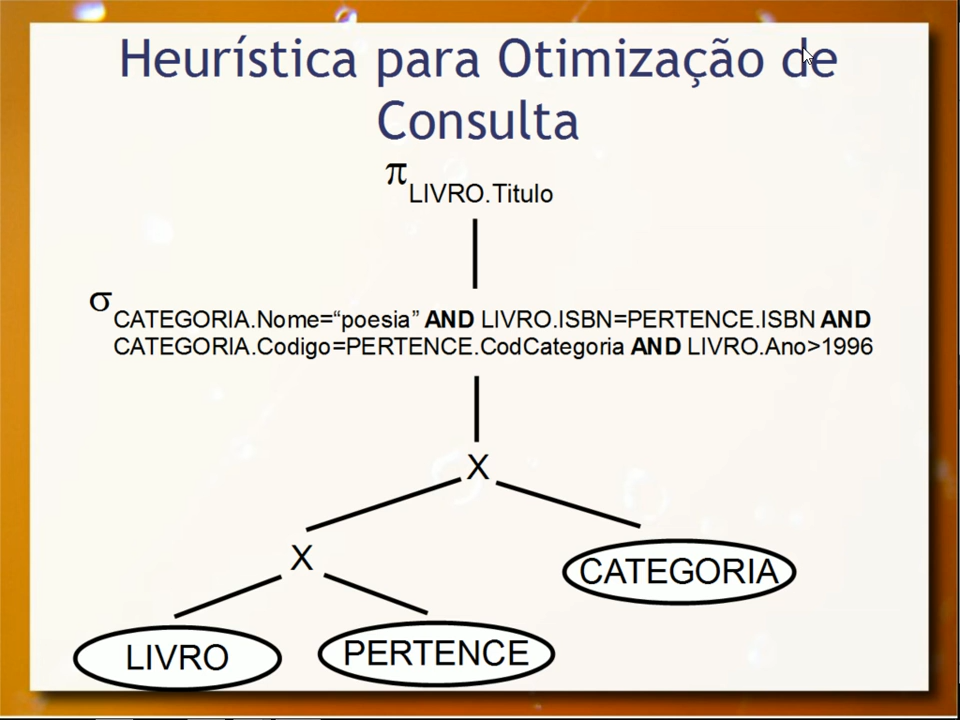 Heurística para Otimização de
Consulta
π LIVRO.Titulo
σ CATEGORIA.Nome=“poesia” AND LIVRO.ISBN=PERTENCE.ISBN AND
CATEGORIA.Codigo=PERTENCE.CodCategoria AND LIVRO.Ano>1996
X
X
CATEGORIA
LIVRO
PERTENCE